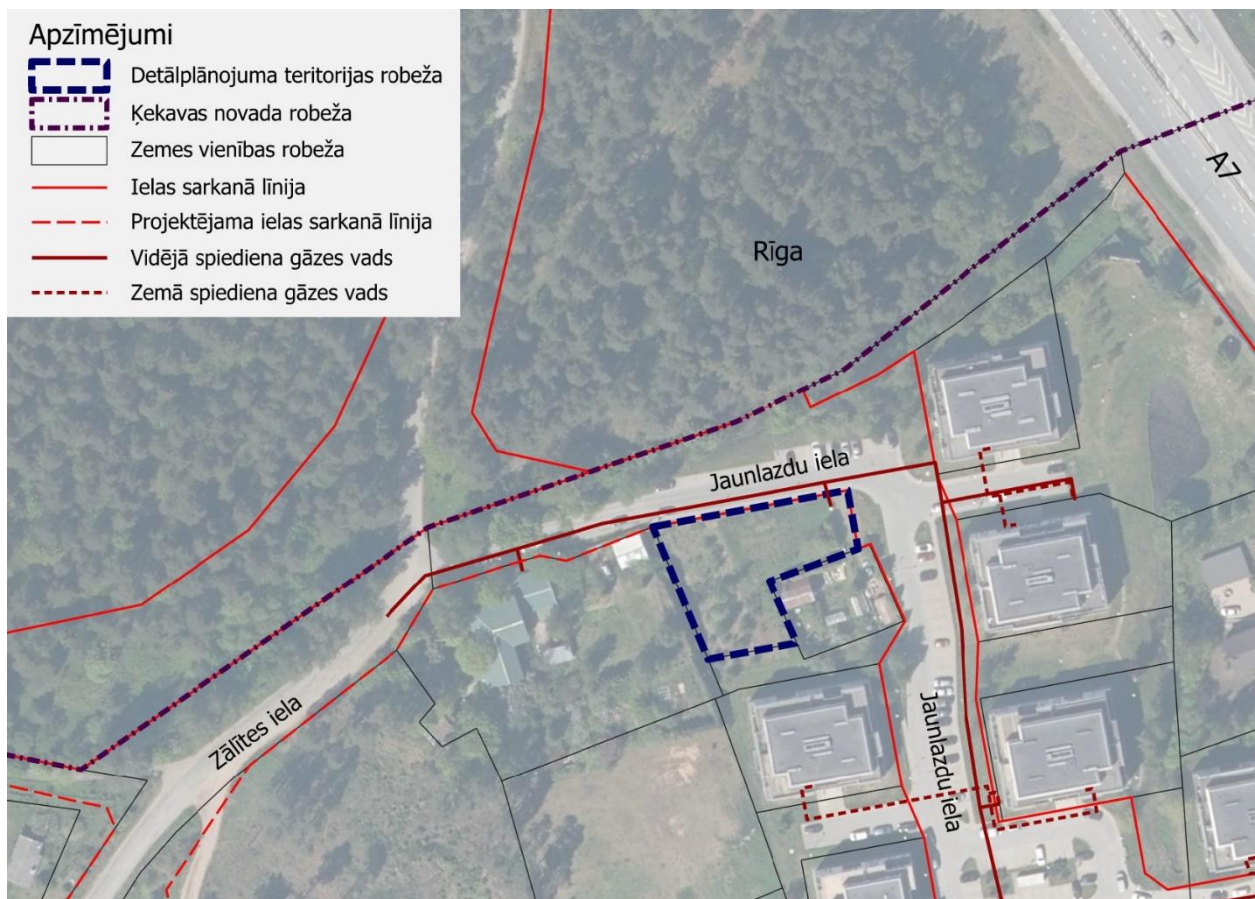 Apzīmējumi
Detālplānojuma teritorijas robeža
Ķekavas novada robeža
Zemes vienības robeža
Ielas sarkanā līnija
Projektējama ielas sarkanā līnija
Vidējā spiediena gāzes vads
Zemā spiediena gāzes vads
A7
Rīga
Jaunlazdu iela
Zālītes iela
Jaunlazdu iela